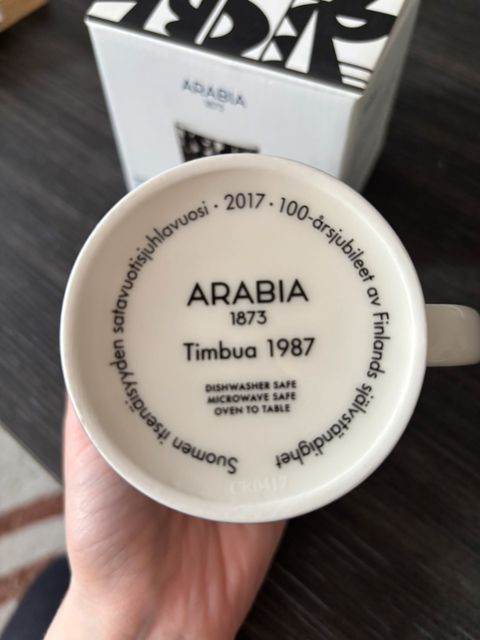 ARABIA
1873
Suomen itsenäisyyden satavuotisjuhlavuosi · 2017 · 100-årsjubileet av Finlands självständighet
ARABIA
1873
Timbua 1987
DISHWASHER SAFE
MICROWAVE SAFE
OVEN TO TABLE
CR0417